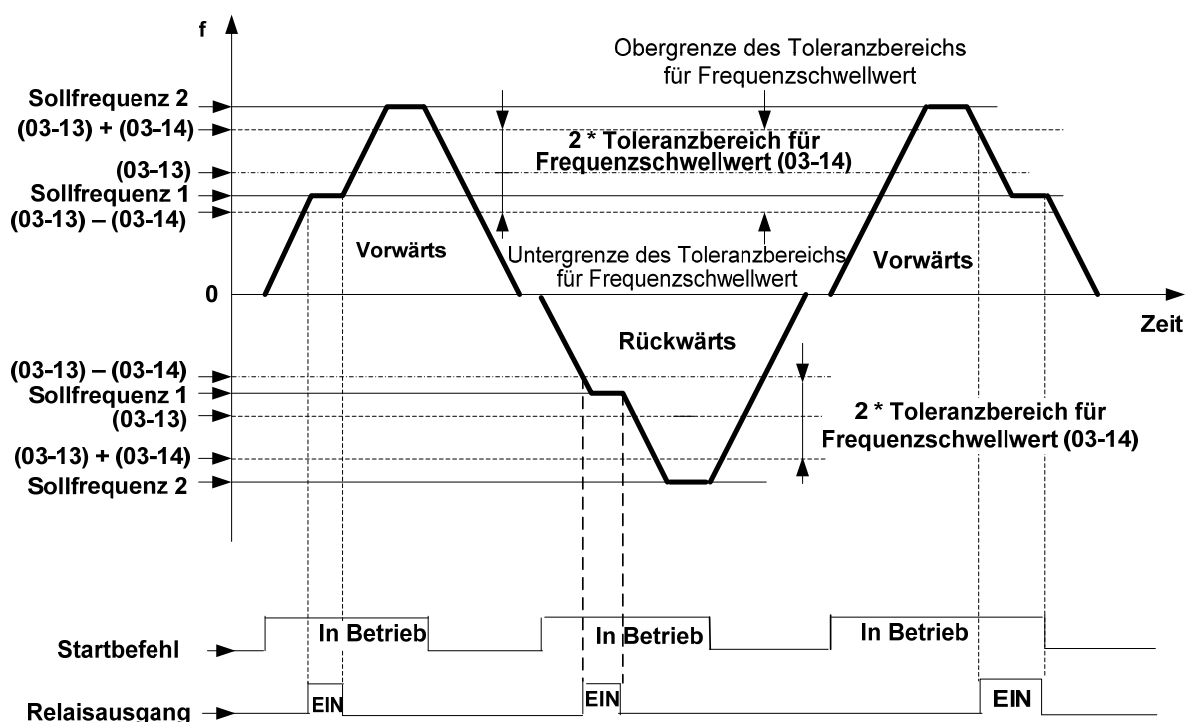 f
Obergrenze des Toleranzbereichs
für Frequenzschwellwert
Sollfrequenz 2
(03-13) + (03-14)
2 * Toleranzbereich für
Frequenzschwellwert (03-14)
(03-13)
Sollfrequenz 1
(03-13) – (03-14)
Vorwärts
Untergrenze des Toleranzbereichs
für Frequenzschwellwert
Vorwärts
0
Zeit
Rückwärts
(03-13) – (03-14)
Sollfrequenz 1
(03-13)
2 * Toleranzbereich für
Frequenzschwellwert (03-14)
(03-13) + (03-14)
Sollfrequenz 2
In Betrieb
In Betrieb
In Betrieb
Startbefehl
EIN
EIN
EIN
Relaisausgang